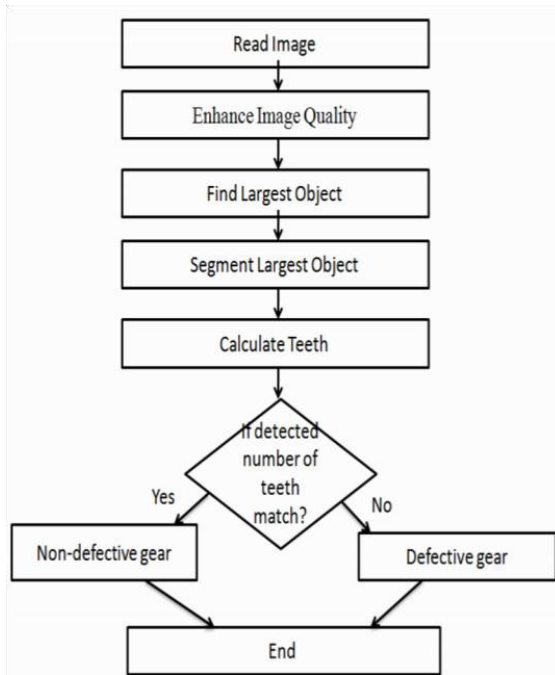 Read Image
Enhance Image Quality
Find Largest Object
Segment Largest Object
Calculate Teeth
If detected
number of
teeth
match?
Yes
No
Non-defective gear
Defective gear
End